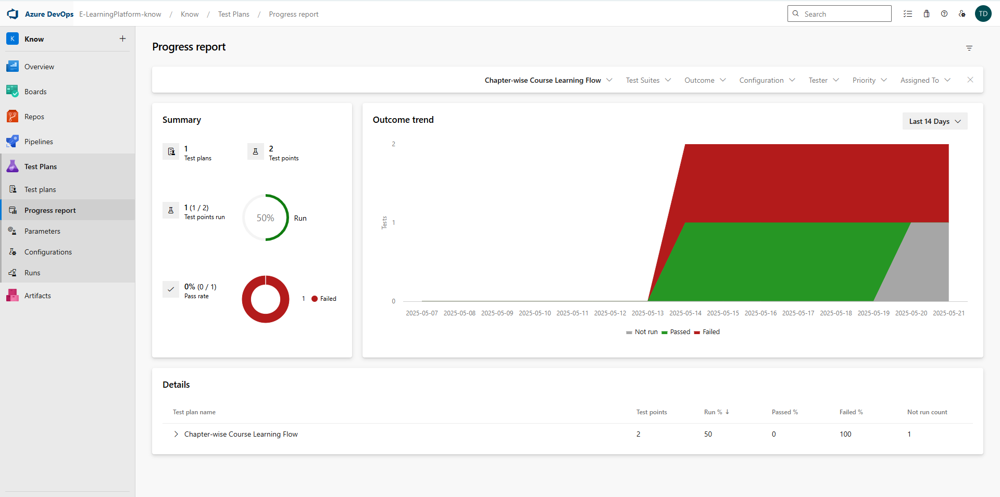 Azure DevOps E-LearningPlatform-know / Know / Test Plans / Progress report Search TD
K Know +
Overview
Boards
Repos
Pipelines
Test Plans
Test plans
Progress report
Parameters
Configurations
Runs
Artifacts
Progress report
Chapter-wise Course Learning Flow Test Suites Outcome Configuration Tester Priority Assigned To
Summary
1
Test plans
2
Test points
1 (1 / 2)
Test points run
50%
Run
0% (0 / 1)
Pass rate
1 Failed
Outcome trend
Last 14 Days
2
1
0
Tests
2025-05-07 2025-05-08 2025-05-09 2025-05-10 2025-05-11 2025-05-12 2025-05-13 2025-05-14 2025-05-15 2025-05-16 2025-05-17 2025-05-18 2025-05-19 2025-05-20 2025-05-21
Not run Passed Failed
Details
Test plan name Test points Run % ↓ Passed % Failed % Not run count
Chapter-wise Course Learning Flow 2 50 0 100 1